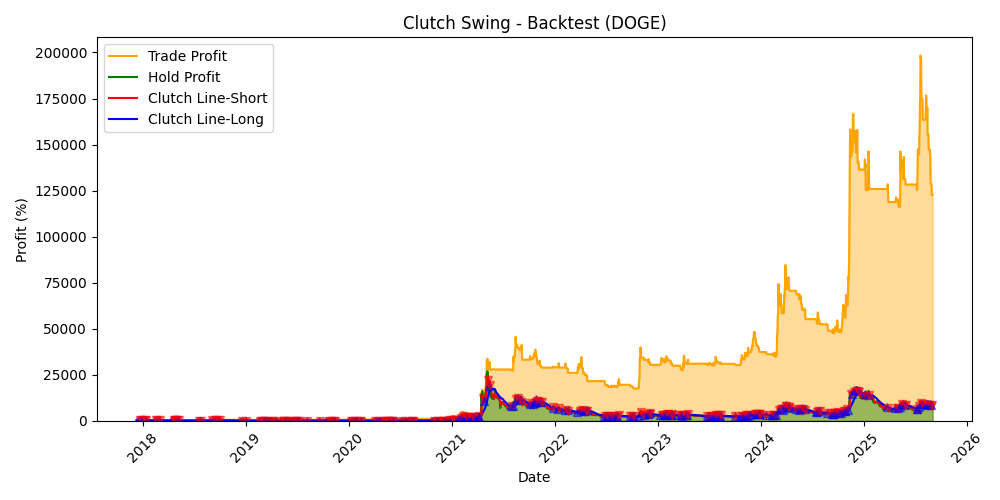 Clutch Swing - Backtest (DOGE)
Trade Profit
Hold Profit
Clutch Line-Short
Clutch Line-Long
Profit (%)
200000
175000
150000
125000
100000
75000
50000
25000
0
2018
2019
2020
2021
2022
2023
2024
2025
2026
Date